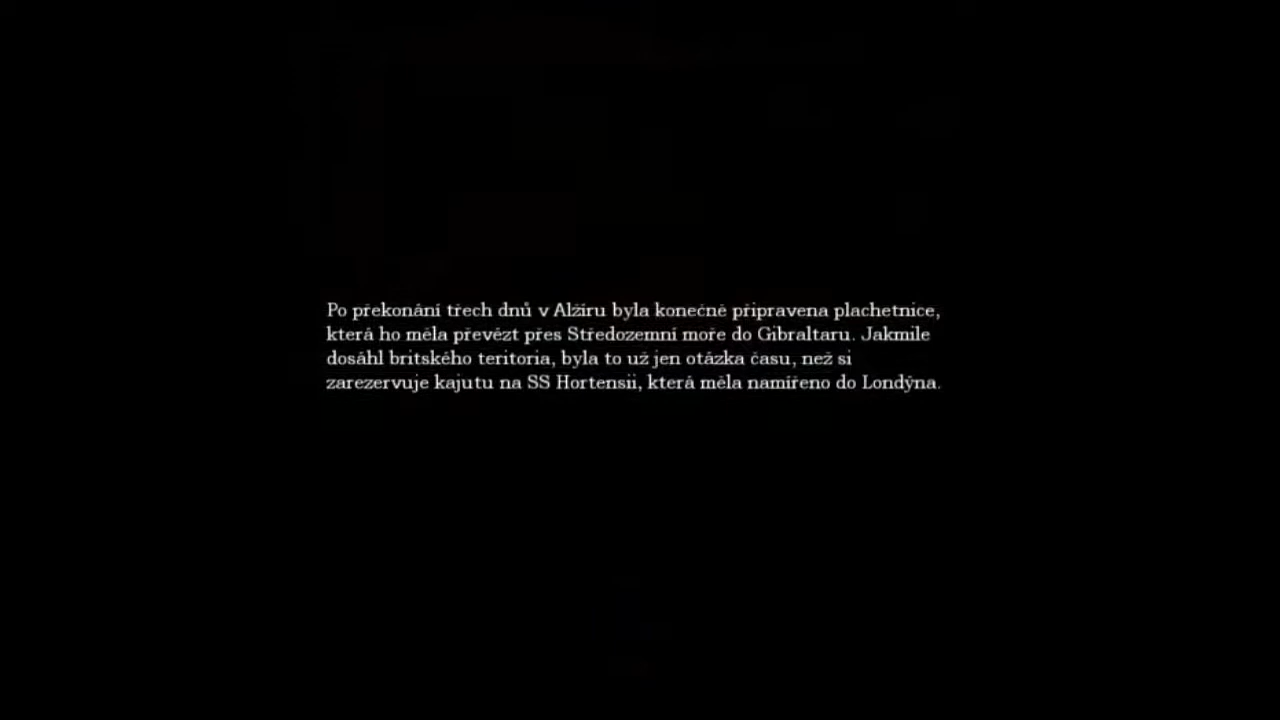 Po překonání třech dnů v Alžíru byla konečně připravena plachetnice,
která ho měla převézt přes Středozemní moře do Gibraltaru. Jakmile
dosáhl britského teritoria, byla to už jen otázka času, než si
zarezervuje kajutu na SS Hortensii, která měla namířeno do Londýna.